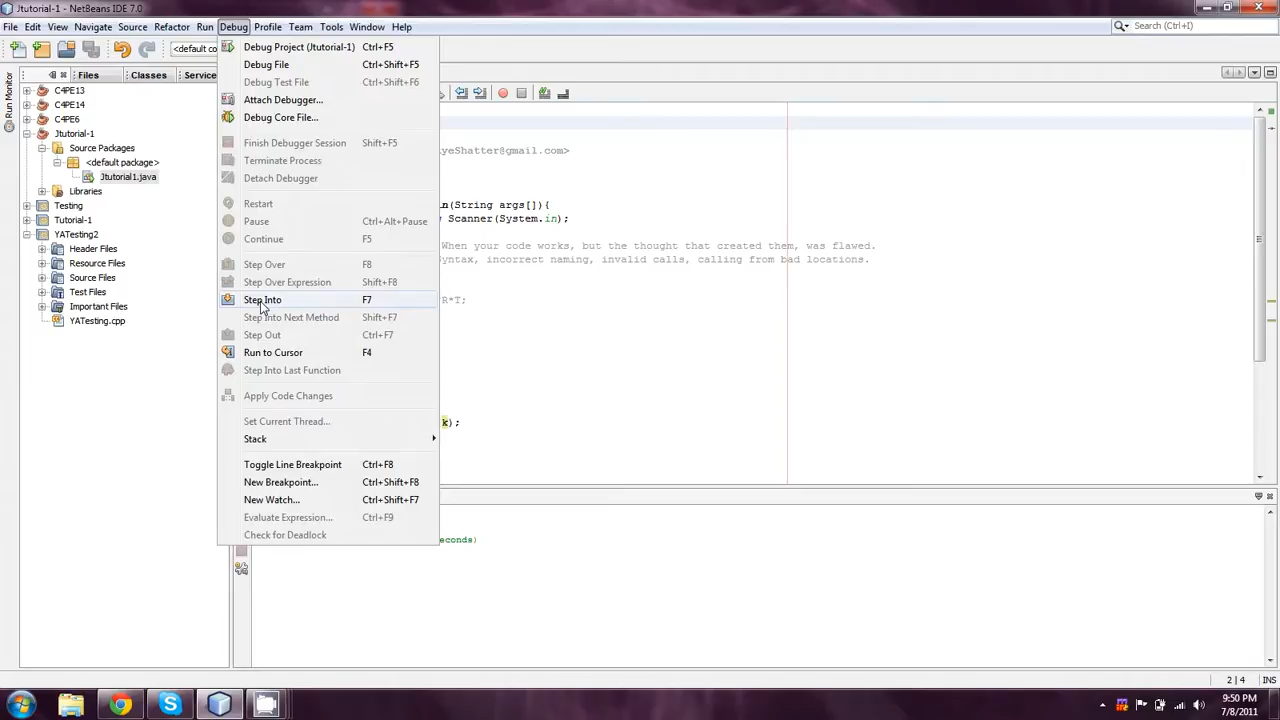 Jtutorial-1 - NetBeans IDE 7.0
File Edit View Navigate Source Refactor Run Debug Profile Team Tools Window Help
Search (Ctrl+I)
<default co
Files Classes Service
Run Monitor
C4PE13
C4PE14
C4PE6
Jtutorial-1
Source Packages
<default package>
Jtutorial1.java
Libraries
Testing
Tutorial-1
YATesting2
Header Files
Resource Files
Source Files
Test Files
Important Files
YATesting.cpp
Debug Project (Jtutorial-1) Ctrl+F5
Debug File Ctrl+Shift+F5
Debug Test File Ctrl+Shift+F6
Attach Debugger...
Debug Core File...
Finish Debugger Session Shift+F5
Terminate Process
Detach Debugger
Restart
Pause Ctrl+Alt+Pause
Continue F5
Step Over F8
Step Over Expression Shift+F8
Step Into F7
Step Into Next Method Shift+F7
Step Out Ctrl+F7
Run to Cursor F4
Step Into Last Function
Apply Code Changes
Set Current Thread...
Stack
Toggle Line Breakpoint Ctrl+F8
New Breakpoint... Ctrl+Shift+F8
New Watch... Ctrl+Shift+F7
Evaluate Expression... Ctrl+F9
Check for Deadlock
yeShatter@gmail.com>
n(String args[]){
Scanner(System.in);
When your code works, but the thought that created them, was flawed.
yntax, incorrect naming, invalid calls, calling from bad locations.
R*T;
k);
econds)
2 | 4 INS
9:50 PM
7/8/2011